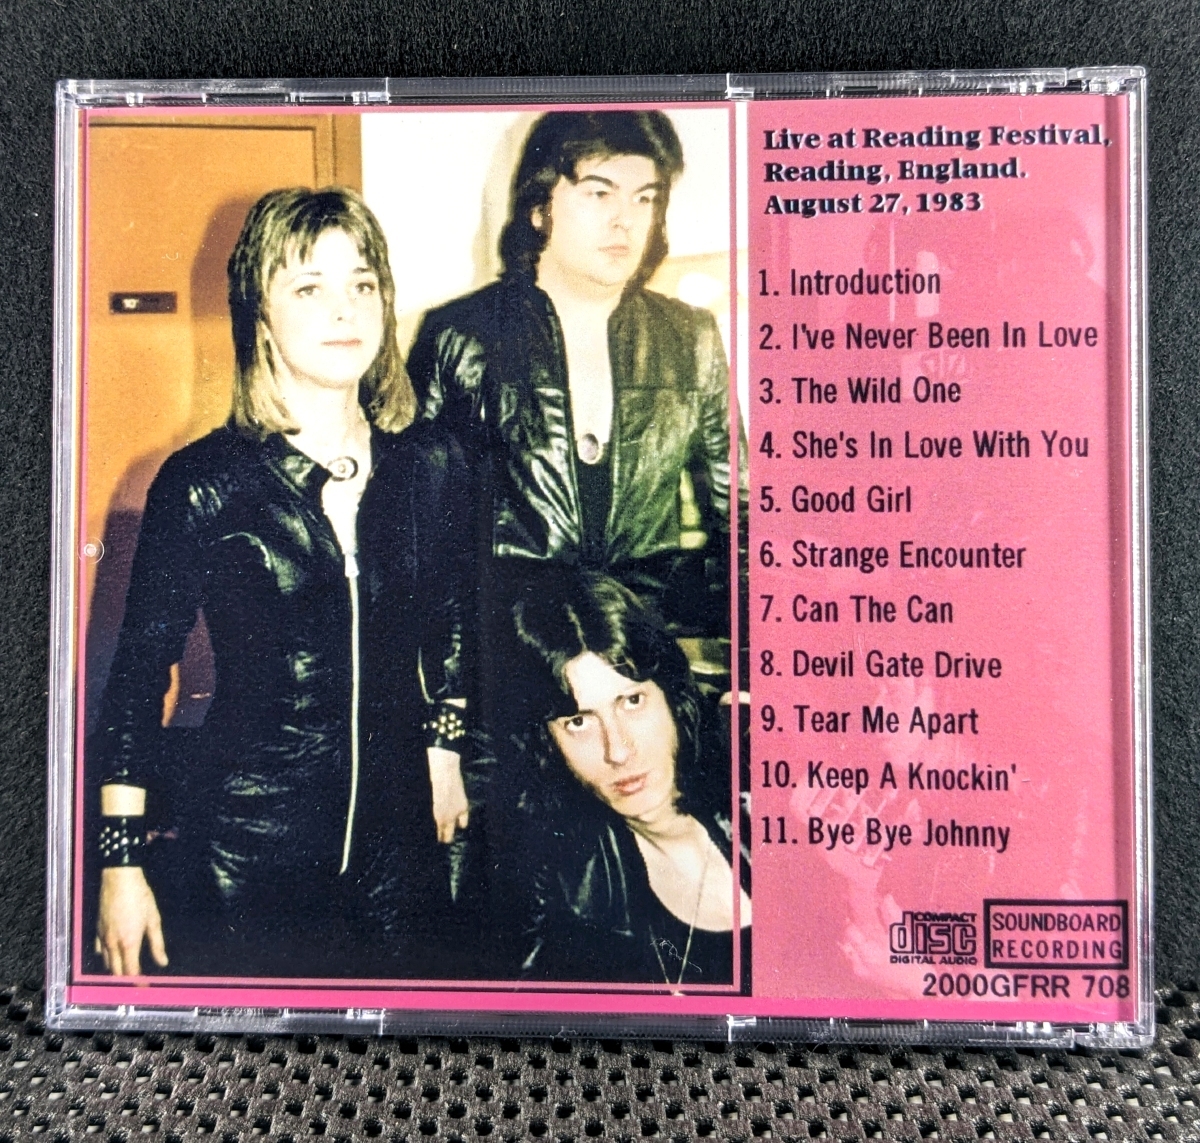 Live at Reading Festival,
Reading, England.
August 27, 1983
1. Introduction
2. I've Never Been In Love
3. The Wild One
4. She's In Love With You
5. Good Girl
6. Strange Encounter
7. Can The Can
8. Devil Gate Drive
9. Tear Me Apart
10. Keep A Knockin'
11. Bye Bye Johnny
COMPACT
disc
DIGITAL AUDIO
SOUNDBOARD
RECORDING
2000GFRR 708